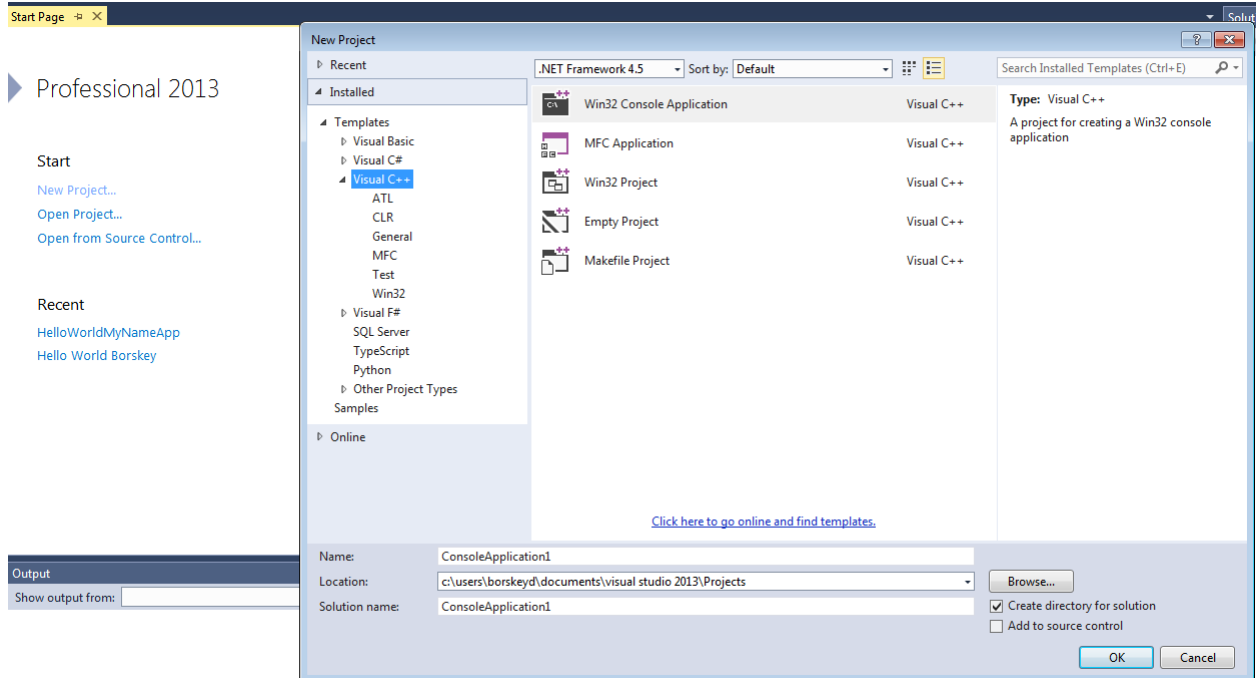 Start Page
Solut
Professional 2013
Start
New Project...
Open Project...
Open from Source Control...
Recent
HelloWorldMyNameApp
Hello World Borskey
Output
Show output from:
New Project
Recent
Installed
Templates
Visual Basic
Visual C#
Visual C++
ATL
CLR
General
MFC
Test
Win32
Visual F#
SQL Server
TypeScript
Python
Other Project Types
Samples
Online
.NET Framework 4.5 Sort by: Default
Search Installed Templates (Ctrl+E)
Win32 Console Application Visual C++
MFC Application Visual C++
Win32 Project Visual C++
Empty Project Visual C++
Makefile Project Visual C++
Click here to go online and find templates.
Type: Visual C++
A project for creating a Win32 console
application
Name: ConsoleApplication1
Location: c:\users\borskeyd\documents\visual studio 2013\Projects
Browse...
Solution name: ConsoleApplication1
Create directory for solution
Add to source control
OK Cancel